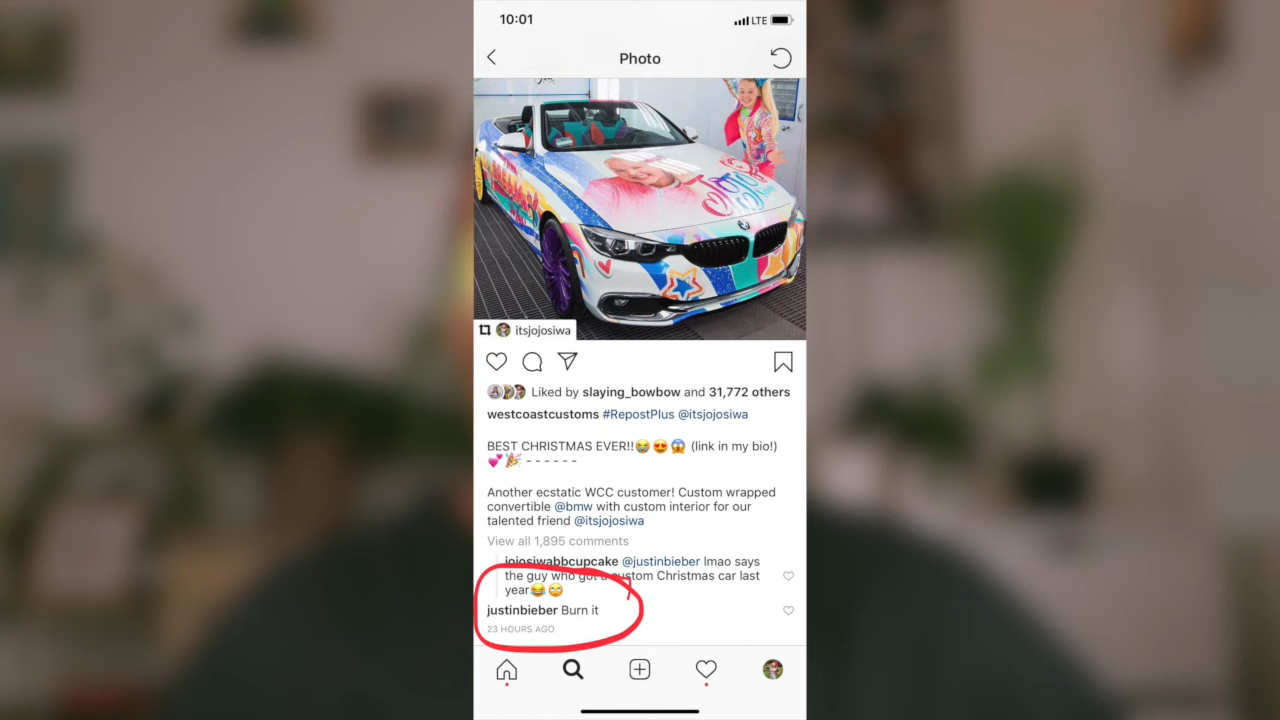 10:01
LTE
Photo
JoJo
Siwa
itsjojosiwa
Liked by slaying_bowbow and 31,772 others
westcoastcustoms #RepostPlus @itsjojosiwa
BEST CHRISTMAS EVER!!😭😍😱 (link in my bio!)
💕🎉 - - - - - -
Another ecstatic WCC customer! Custom wrapped
convertible @bmw with custom interior for our
talented friend @itsjojosiwa
View all 1,895 comments
jojosiwabbcupcake @justinbieber lmao says
the guy who got a custom Christmas car last
year😂🙄
justinbieber Burn it
23 HOURS AGO